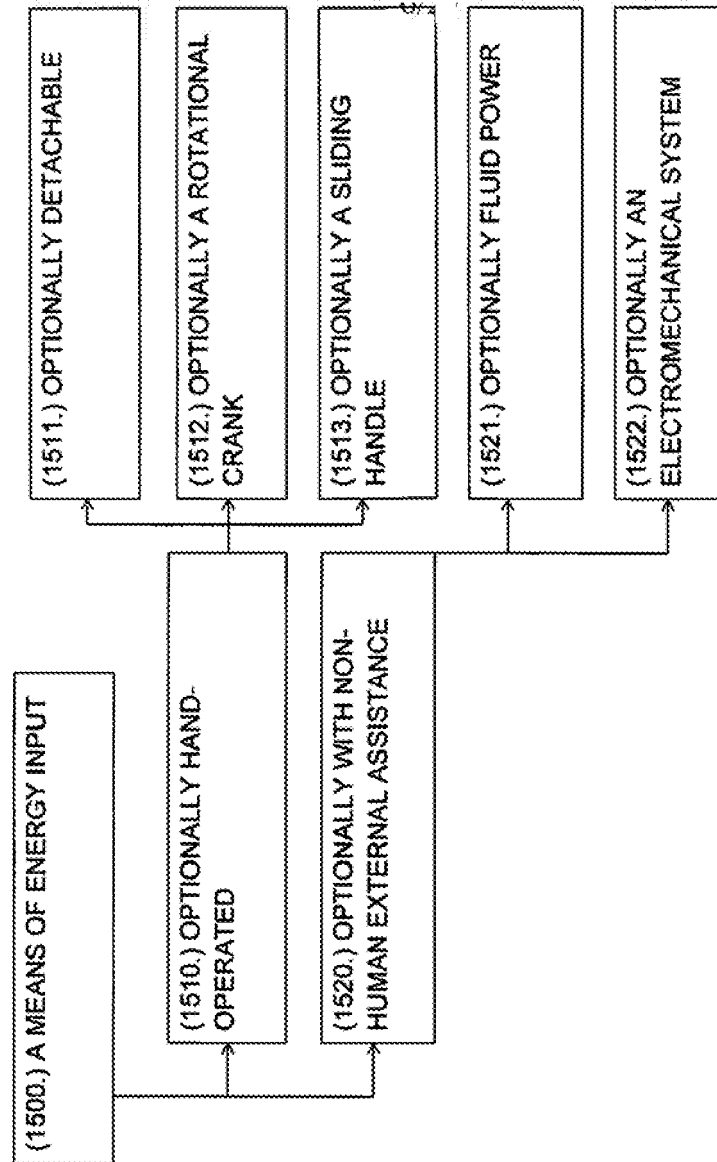 (1500.) A MEANS OF ENERGY INPUT
(1510.) OPTIONALLY HAND-
OPERATED
(1511.) OPTIONALLY DETACHABLE
(1512.) OPTIONALLY A ROTATIONAL
CRANK
(1513.) OPTIONALLY A SLIDING
HANDLE
(1520.) OPTIONALLY WITH NON-
HUMAN EXTERNAL ASSISTANCE
(1521.) OPTIONALLY FLUID POWER
(1522.) OPTIONALLY AN
ELECTROMECHANICAL SYSTEM